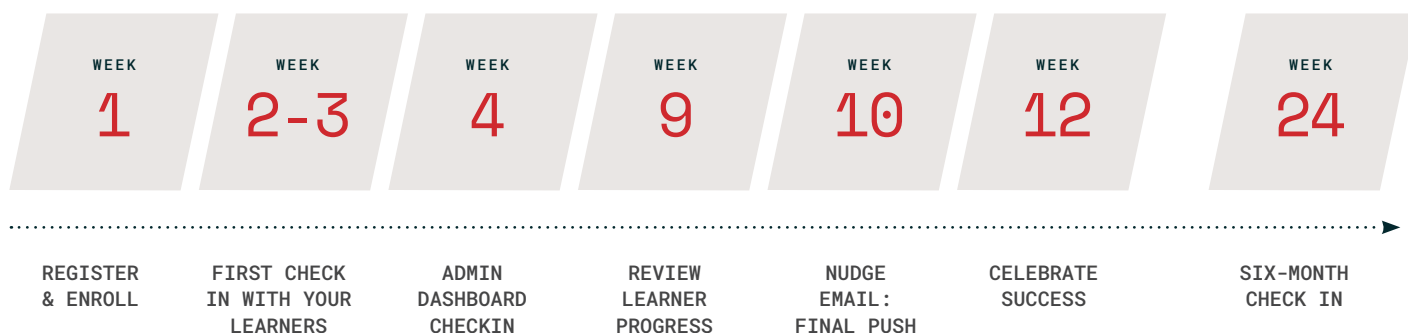 WEEK
1
WEEK
2-3
WEEK
4
WEEK
9
WEEK
10
WEEK
12
WEEK
24
REGISTER
& ENROLL
FIRST CHECK
IN WITH YOUR
LEARNERS
ADMIN
DASHBOARD
CHECKIN
REVIEW
LEARNER
PROGRESS
NUDGE
EMAIL:
FINAL PUSH
CELEBRATE
SUCCESS
SIX-MONTH
CHECK IN